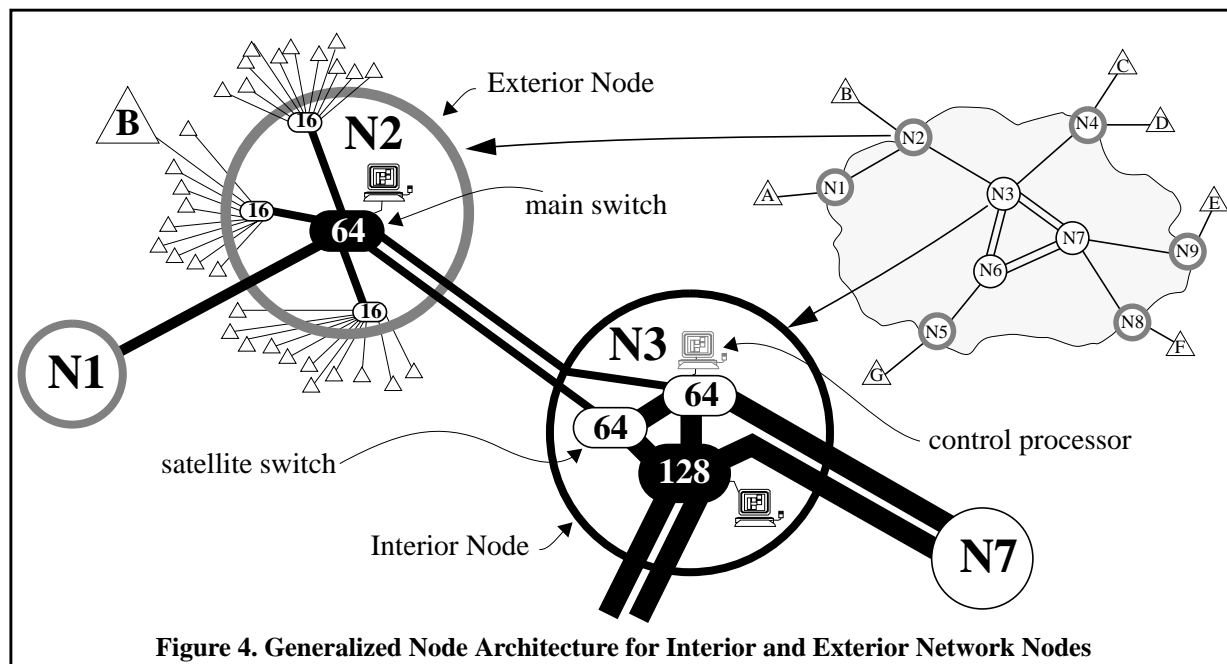 Exterior Node
B
16
N2
16
64
main switch
16
N1
N3
64
64
128
satellite switch
control processor
Interior Node
N7
C
B
N4
D
N2
N1
A
N3
E
N7
N9
N6
N5
N8
F
G
Figure 4. Generalized Node Architecture for Interior and Exterior Network Nodes